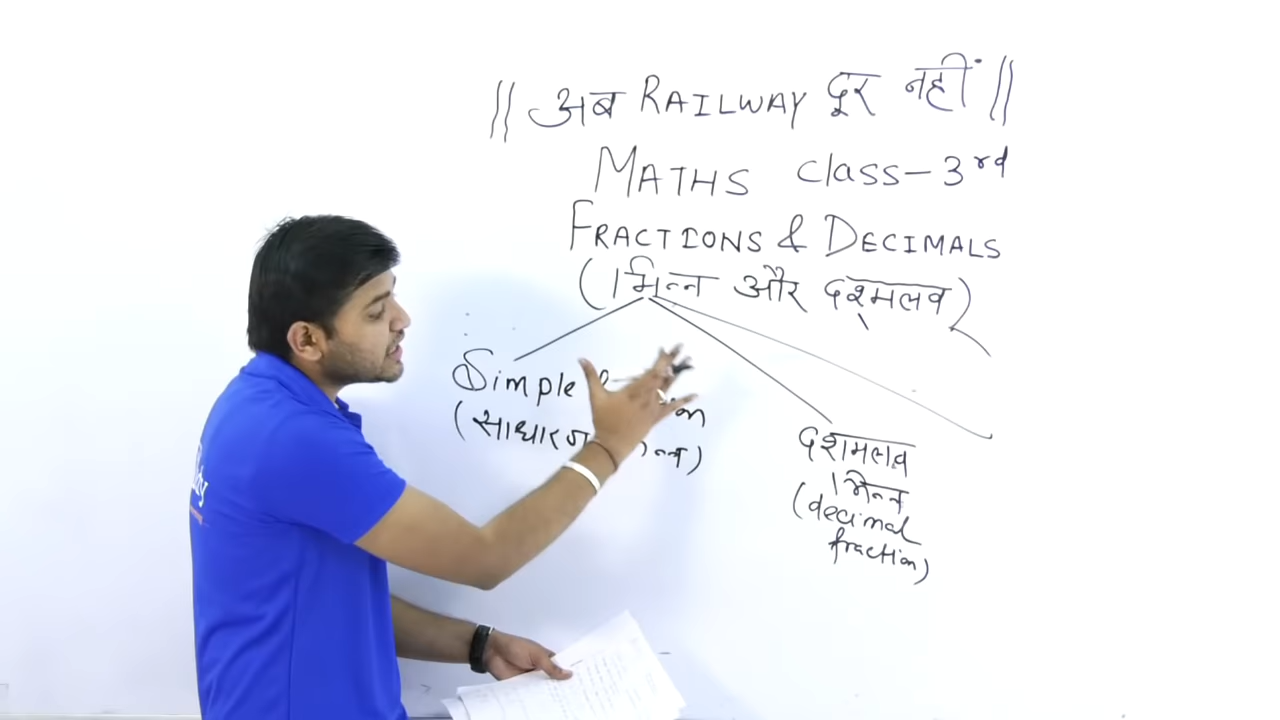 || अब RAILWAY दूर नहीं ||
MATHS class-3rd
FRACTIONS & DECIMALS
(भिन्न और दशमलव)
Simple
(साधारण
दशमलव
भिन्न
(decimal
fraction)